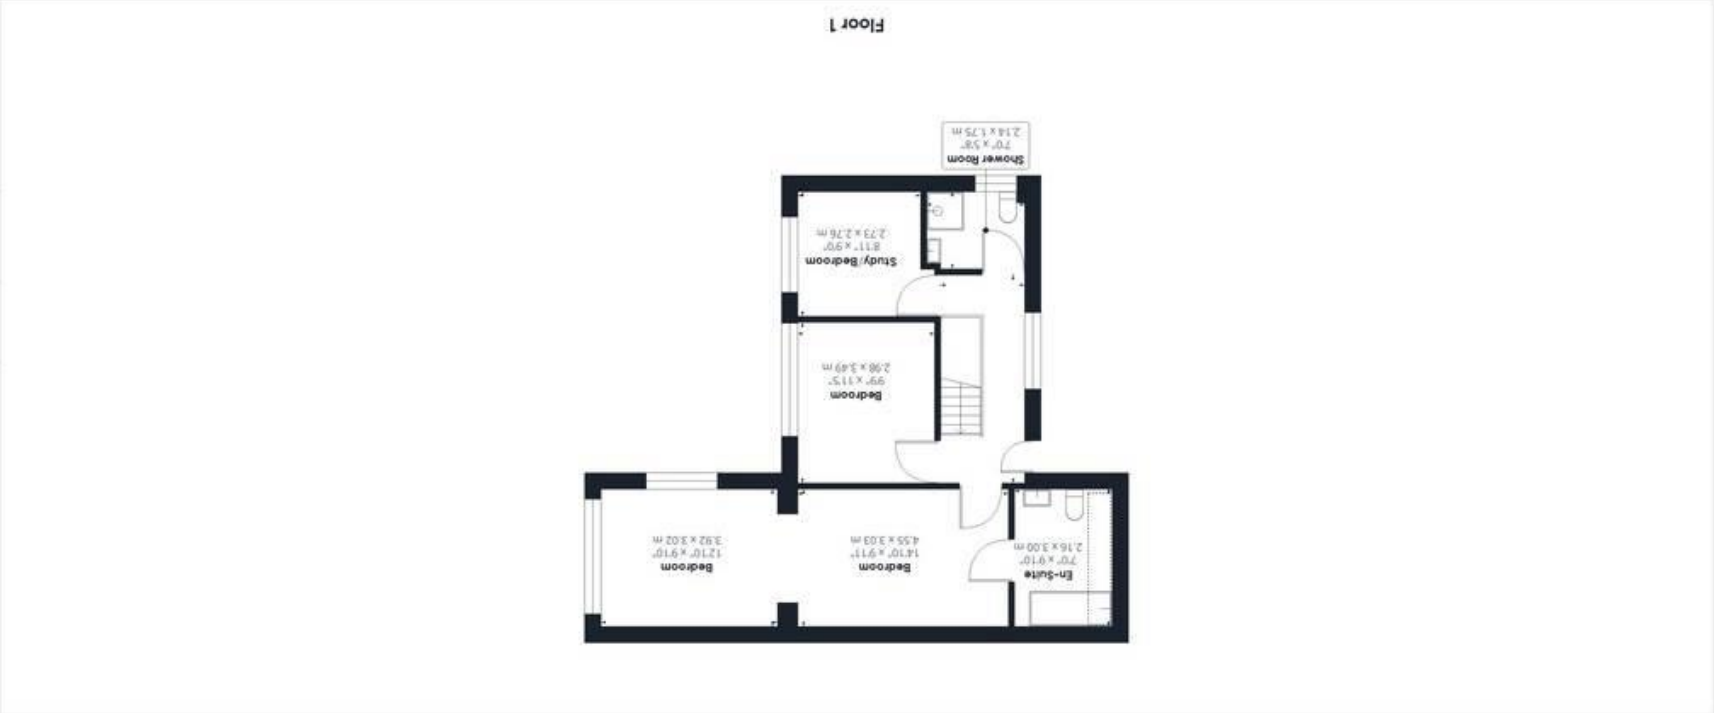 En-Suite
7'0" x 9'10"
2.16 x 3.00 m
Bedroom
14'10" x 9'11"
4.55 x 3.03 m
Bedroom
12'10" x 9'10"
3.92 x 3.02 m
Bedroom
9'9" x 11'5"
2.98 x 3.49 m
Study/Bedroom
8'11" x 9'0"
2.73 x 2.76 m
Shower Room
7'0" x 5'8"
2.14 x 1.75 m
Floor 1